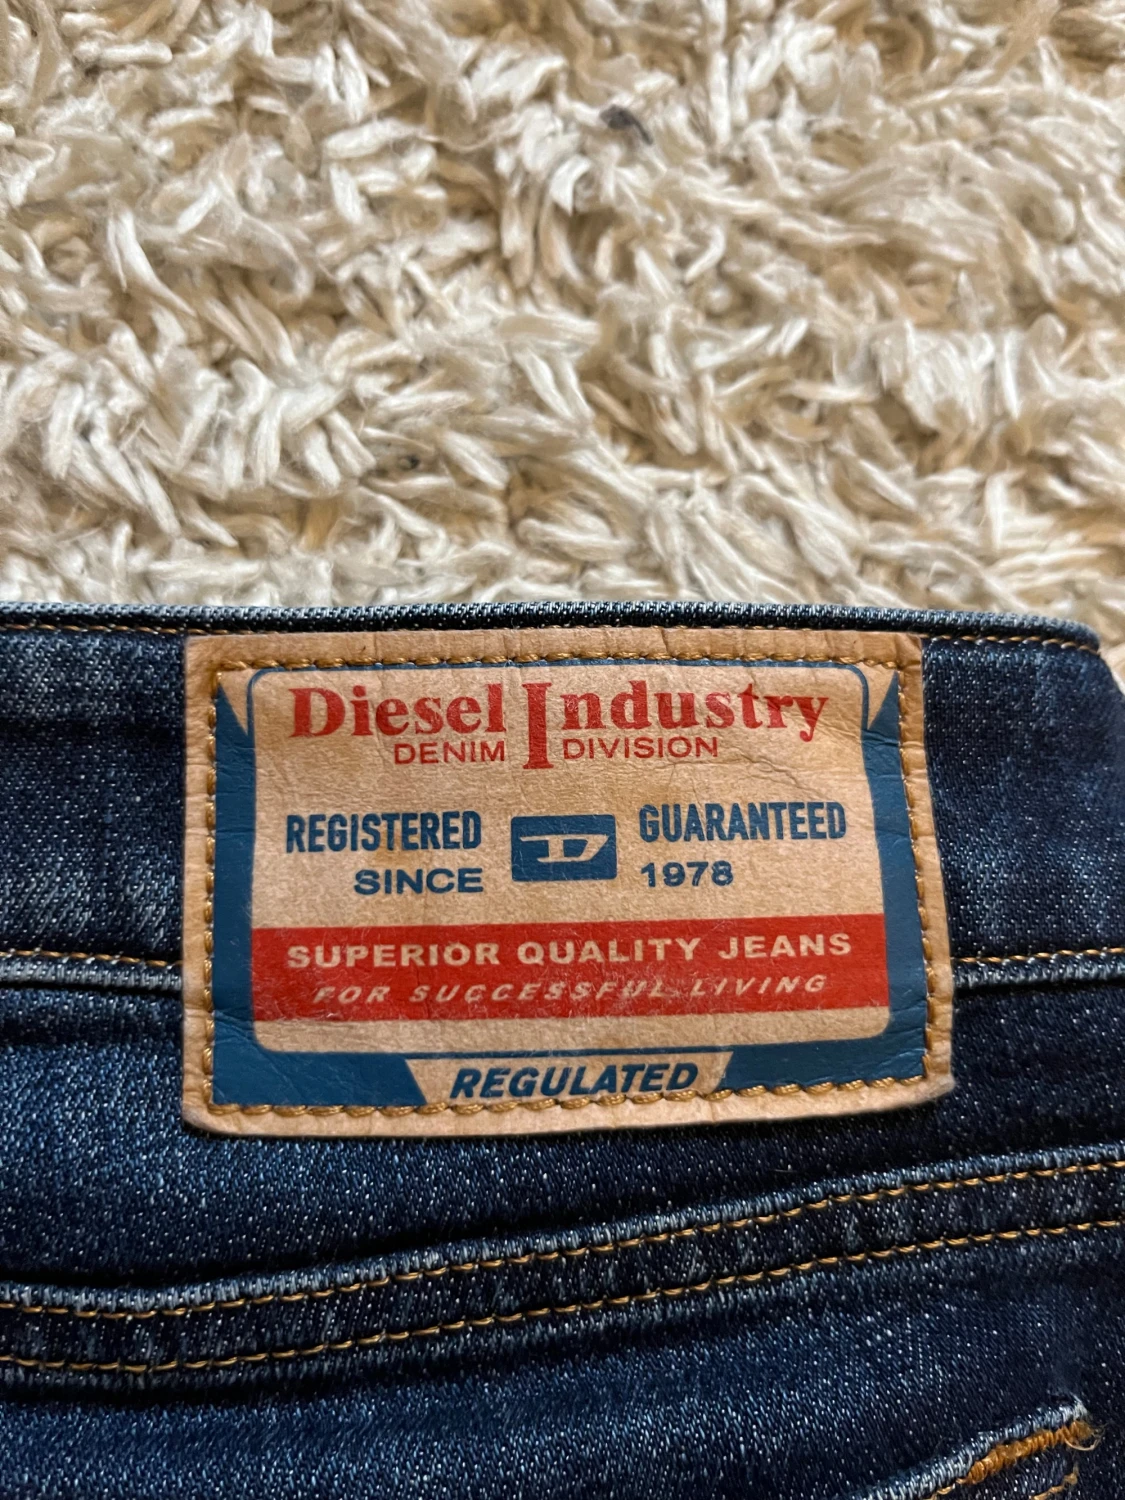 Diesel Industry
DENIM DIVISION
REGISTERED D GUARANTEED
SINCE 1978
SUPERIOR QUALITY JEANS
FOR SUCCESSFUL LIVING
REGULATED